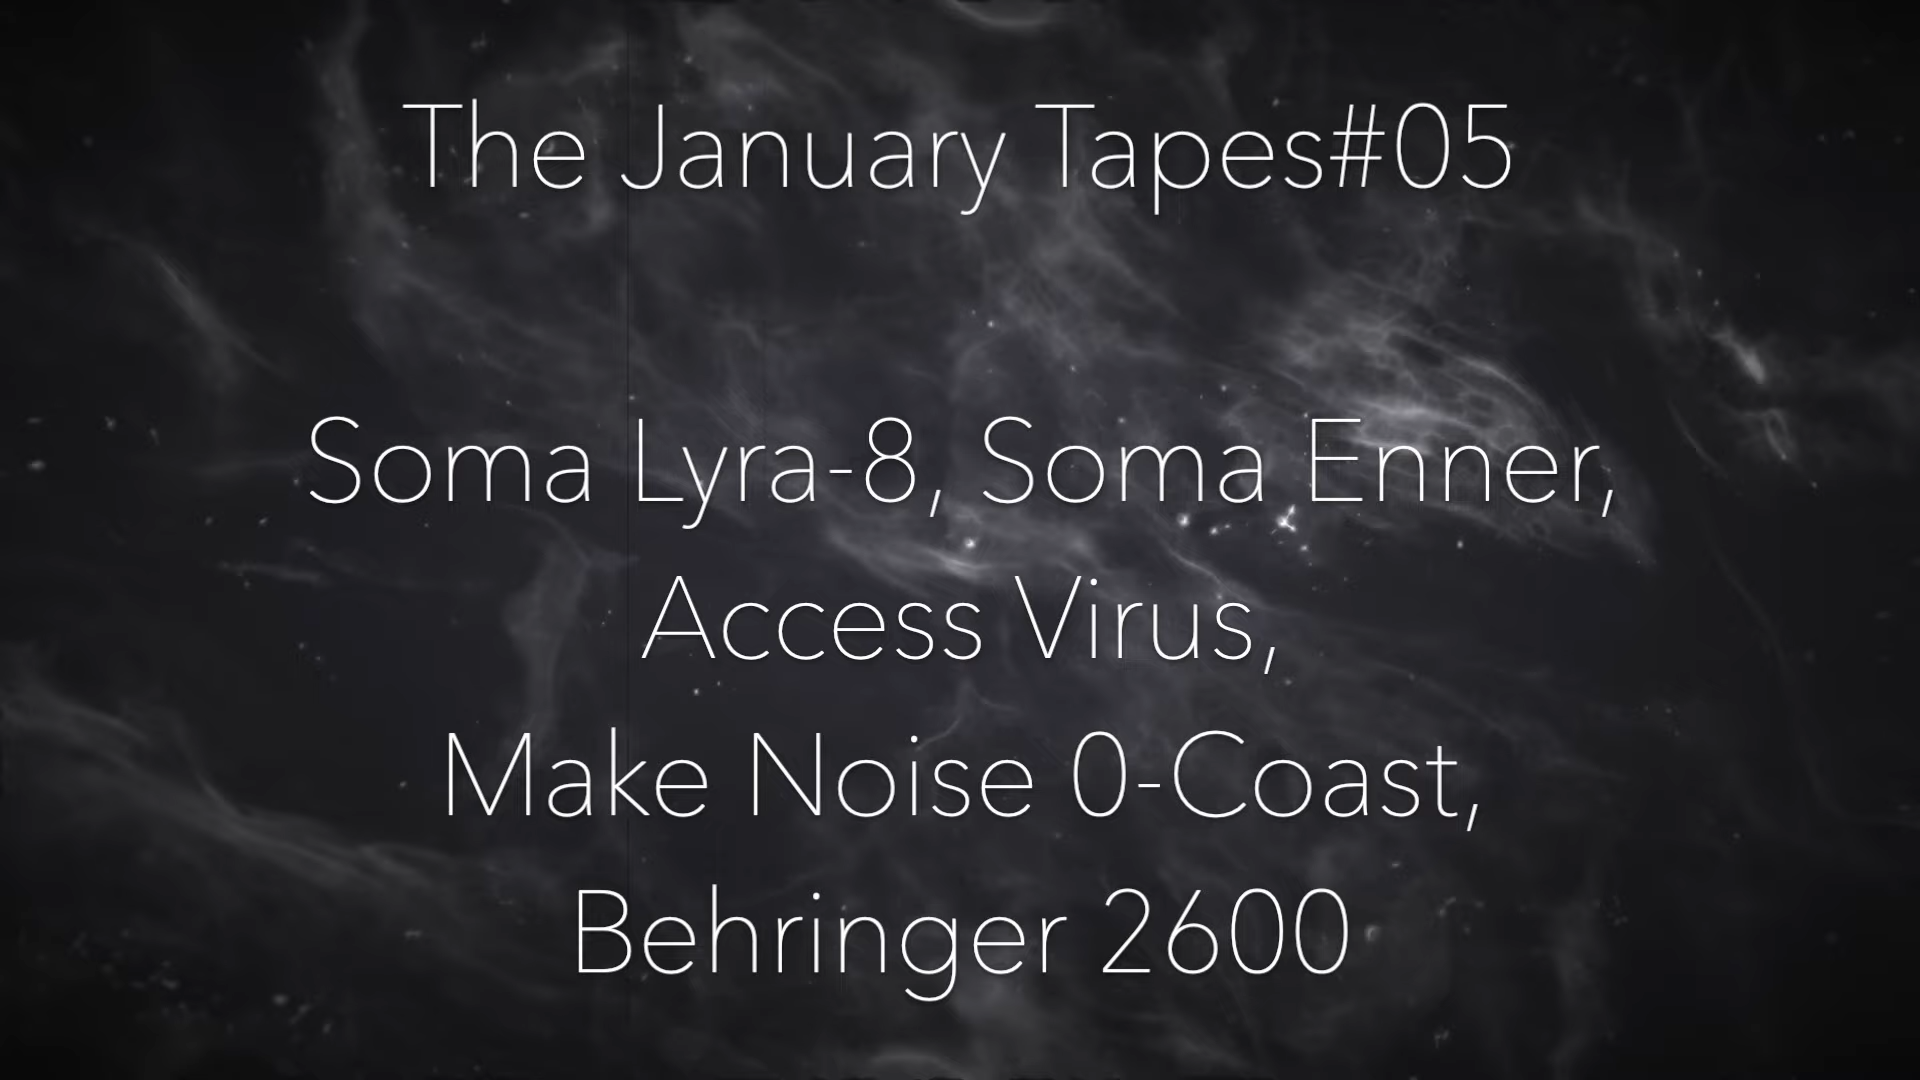 The January Tapes#05
Soma Lyra-8, Soma Enner,
Access Virus,
Make Noise 0-Coast,
Behringer 2600